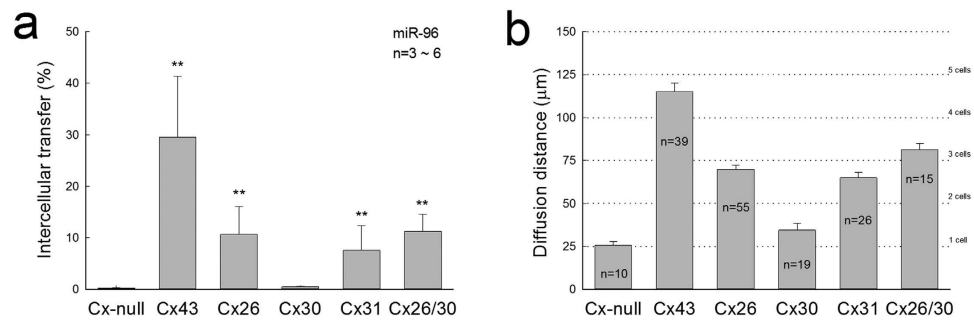 a
miR-96
n=3 ~ 6
Intercellular transfer (%)
50
40
30
20
10
0
**
**
**
**
Cx-null Cx43 Cx26 Cx30 Cx31 Cx26/30
b
Diffusion distance (μm)
150
125
100
75
50
25
0
5 cells
4 cells
3 cells
2 cells
1 cell
n=10
n=39
n=55
n=19
n=26
n=15
Cx-null Cx43 Cx26 Cx30 Cx31 Cx26/30